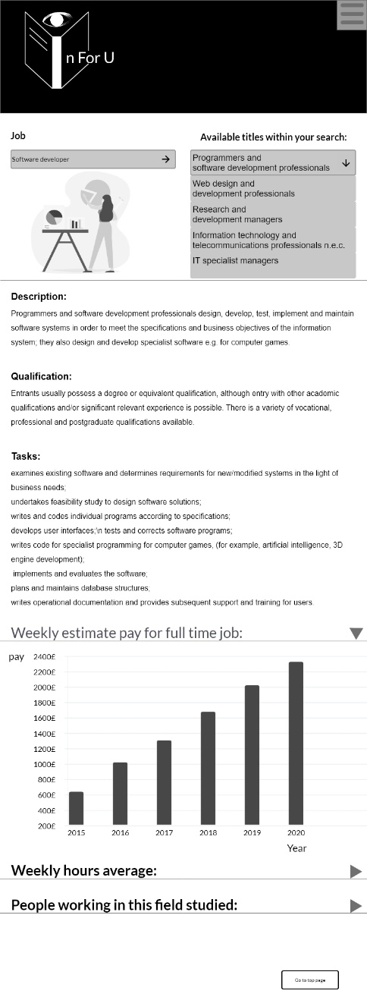 n For U
Job
Software developer
Available titles within your search:
Programmers and
software development professionals
Web design and
development professionals
Research and
development managers
Information technology and
telecommunications professionals n.e.c.
IT specialist managers
Description:
Programmers and software development professionals design, develop, test, implement and maintain
software systems in order to meet the specifications and business objectives of the information
system; they also design and develop specialist software e.g. for computer games.
Qualification:
Entrants usually possess a degree or equivalent qualification, although entry with other academic
qualifications and/or significant relevant experience is possible. There is a variety of vocational,
professional and postgraduate qualifications available.
Tasks:
examines existing software and determines requirements for new/modified systems in the light of
business needs;
undertakes feasibility study to design software solutions;
writes and codes individual programs according to specifications;
develops user interfaces;\n tests and corrects software programs;
writes code for specialist programming for computer games, (for example, artificial intelligence, 3D
engine development);
implements and evaluates the software;
plans and maintains database structures;
writes operational documentation and provides subsequent support and training for users.
Weekly estimate pay for full time job:
pay
2400£
2200£
2000£
1800£
1600£
1400£
1200£
1000£
800£
600£
400£
200£
2015 2016 2017 2018 2019 2020
Year
Weekly hours average:
People working in this field studied:
Go to top page